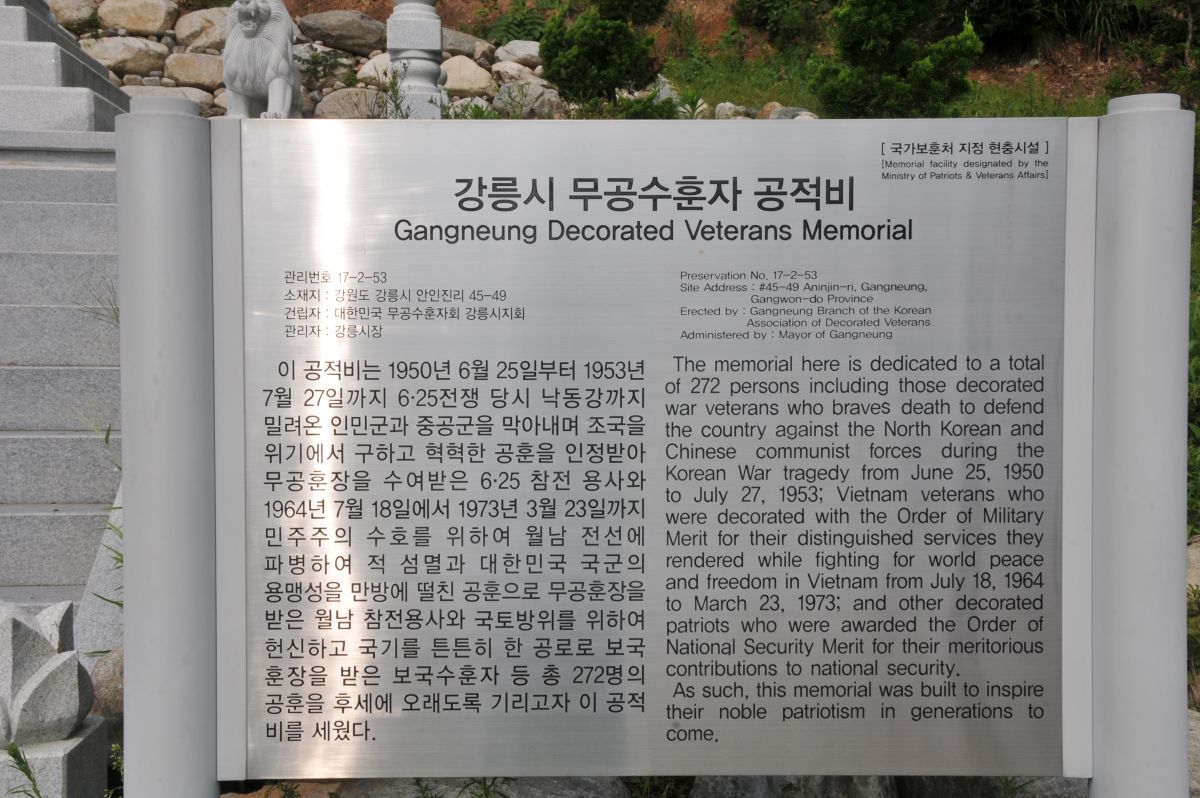 [ 국가보훈처 지정 현충시설 ]
[Memorial facility designated by the
Ministry of Patriots & Veterans Affairs]
강릉시 무공수훈자 공적비
Gangneung Decorated Veterans Memorial
관리번호 17-2-53
소재지 : 강원도 강릉시 안인진리 45-49
건립자 : 대한민국 무공수훈자회 강릉시지회
관리자 : 강릉시장
이 공적비는 1950년 6월 25일부터 1953년
7월 27일까지 6·25전쟁 당시 낙동강까지
밀려온 인민군과 중공군을 막아내며 조국을
위기에서 구하고 혁혁한 공훈을 인정받아
무공훈장을 수여받은 6·25 참전 용사와
1964년 7월 18일에서 1973년 3월 23일까지
민주주의 수호를 위하여 월남 전선에
파병하여 적 섬멸과 대한민국 국군의
용맹성을 만방에 떨친 공훈으로 무공훈장을
받은 월남 참전용사와 국토방위를 위하여
헌신하고 국기를 튼튼히 한 공로로 보국
훈장을 받은 보국수훈자 등 총 272명의
공훈을 후세에 오래도록 기리고자 이 공적
비를 세웠다.
Preservation No. 17-2-53
Site Address : #45-49 Aninjin-ri, Gangneung,
Gangwon-do Province
Erected by : Gangneung Branch of the Korean
Association of Decorated Veterans
Administered by : Mayor of Gangneung
The memorial here is dedicated to a total
of 272 persons including those decorated
war veterans who braves death to defend
the country against the North Korean and
Chinese communist forces during the
Korean War tragedy from June 25, 1950
to July 27, 1953; Vietnam veterans who
were decorated with the Order of Military
Merit for their distinguished services they
rendered while fighting for world peace
and freedom in Vietnam from July 18, 1964
to March 23, 1973; and other decorated
patriots who were awarded the Order of
National Security Merit for their meritorious
contributions to national security.
As such, this memorial was built to inspire
their noble patriotism in generations to
come.